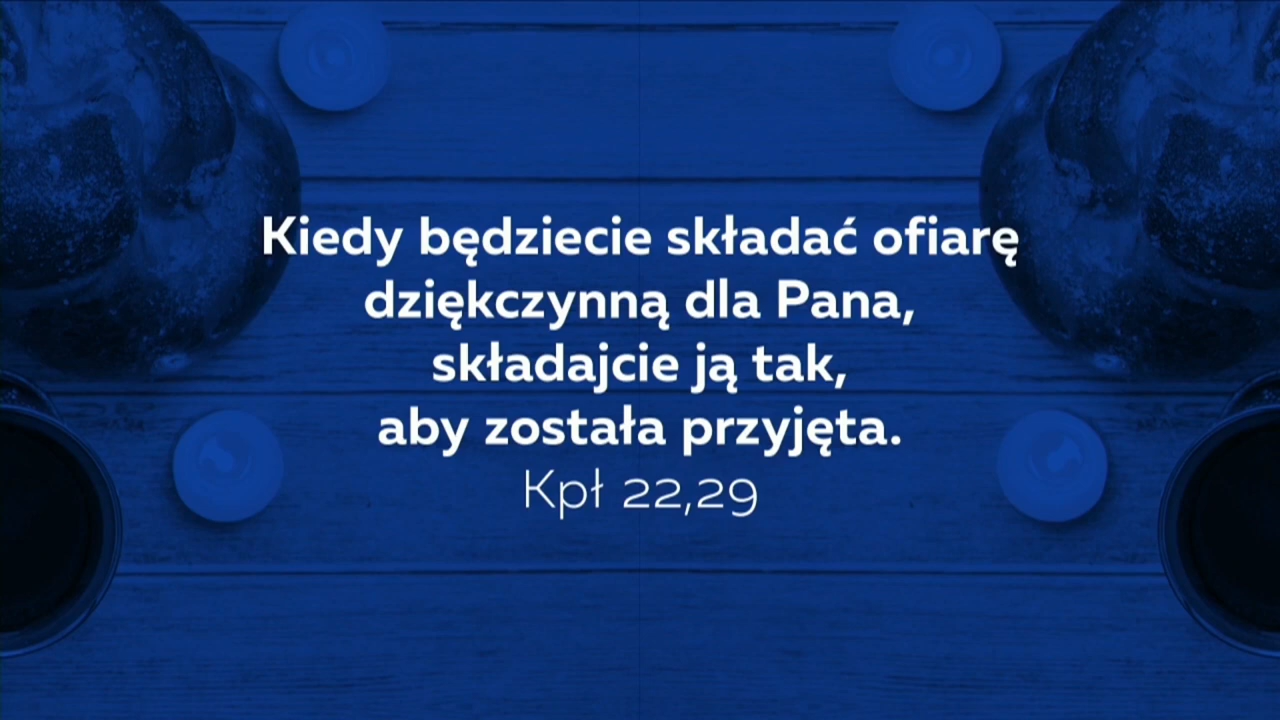 Kiedy będziecie składać ofiarę
dziękczynną dla Pana,
składajcie ją tak,
aby została przyjęta.
Kpł 22,29